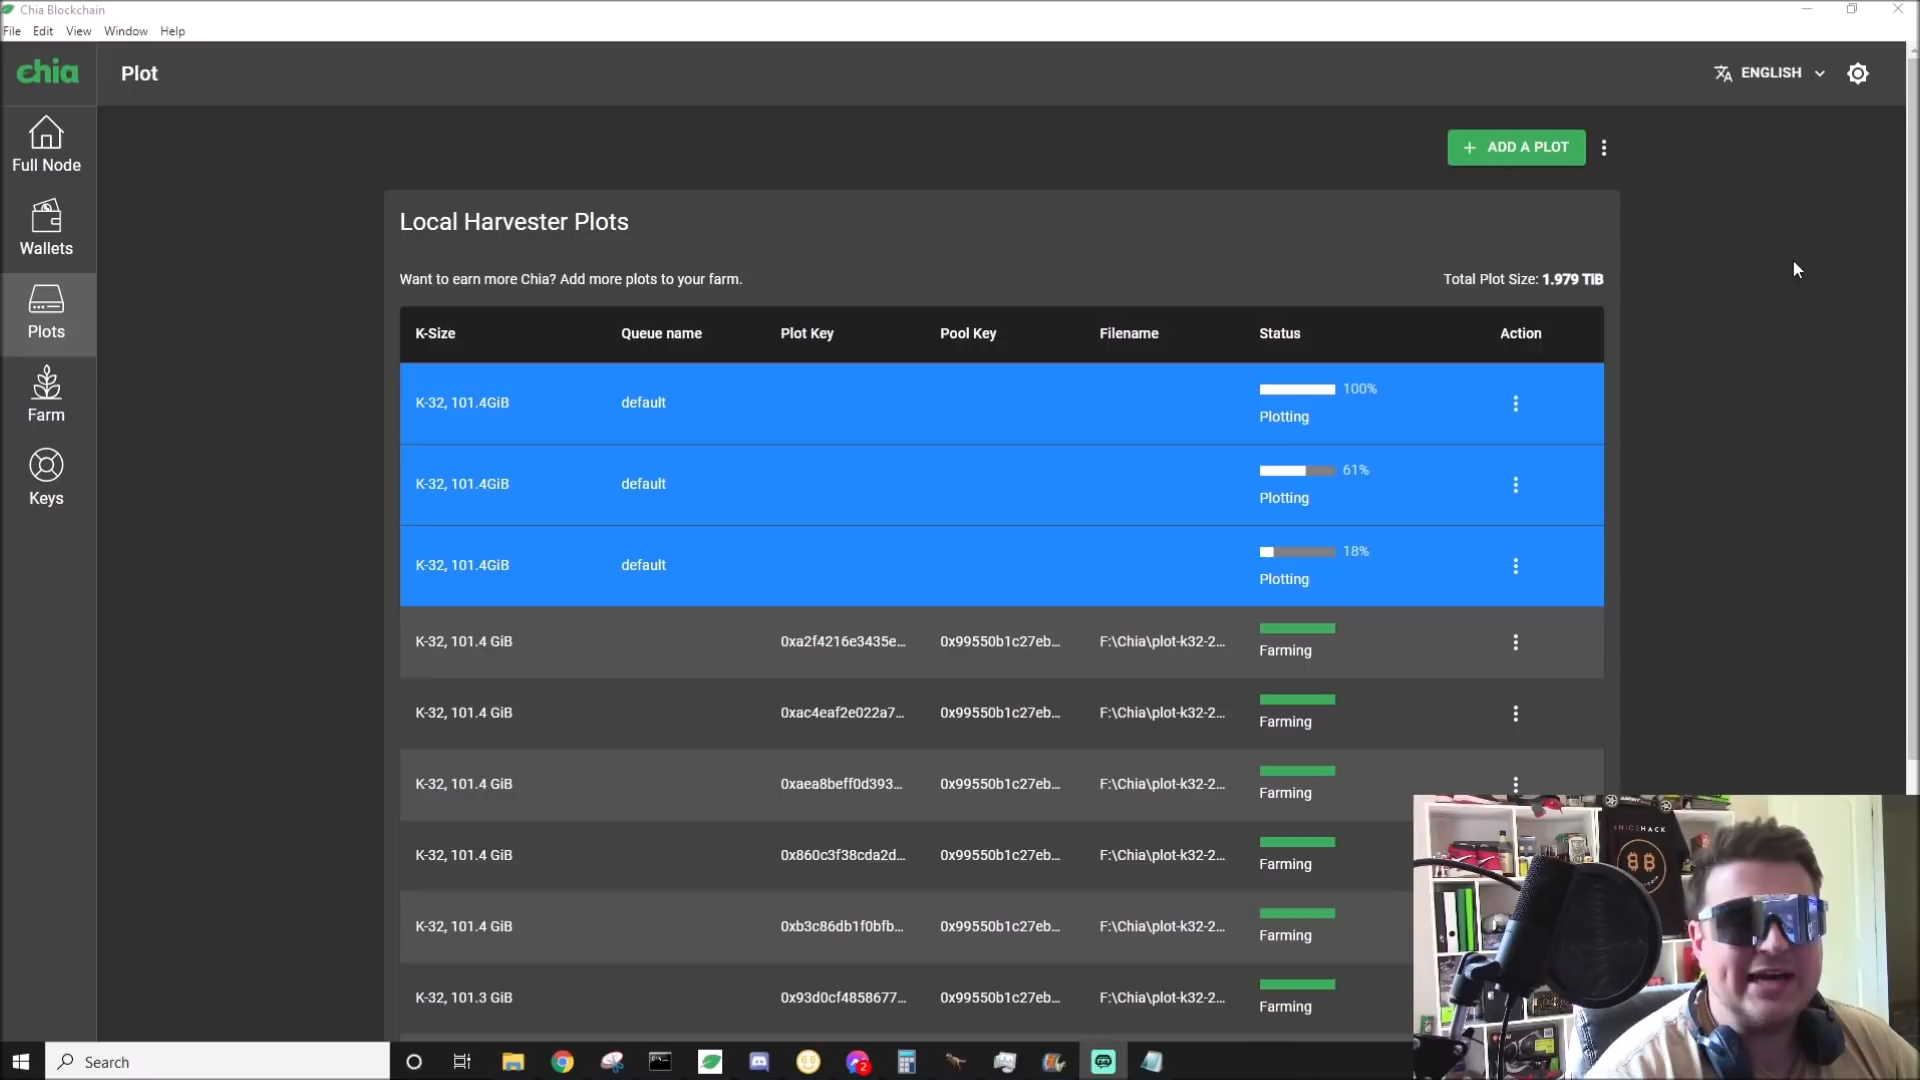 Chia Blockchain
File Edit View Window Help
chia
Plot
ENGLISH
Full Node
Wallets
Plots
Farm
Keys
+ ADD A PLOT
Local Harvester Plots
Want to earn more Chia? Add more plots to your farm.
Total Plot Size: 1.979 TiB
K-Size Queue name Plot Key Pool Key Filename Status Action
K-32, 101.4GiB default 100%
Plotting
K-32, 101.4GiB default 61%
Plotting
K-32, 101.4GiB default 18%
Plotting
K-32, 101.4 GiB 0xa2f4216e3435e... 0x99550b1c27eb... F:\Chia\plot-k32-2...
Farming
K-32, 101.4 GiB 0xac4eaf2e022a7... 0x99550b1c27eb... F:\Chia\plot-k32-2...
Farming
K-32, 101.4 GiB 0xaea8beff0d393... 0x99550b1c27eb... F:\Chia\plot-k32-2...
Farming
K-32, 101.4 GiB 0x860c3f38cda2d... 0x99550b1c27eb... F:\Chia\plot-k32-2...
Farming
K-32, 101.4 GiB 0xb3c86db1f0bfb... 0x99550b1c27eb... F:\Chia\plot-k32-2...
Farming
K-32, 101.3 GiB 0x93d0cf4858677... 0x99550b1c27eb... F:\Chia\plot-k32-2...
Farming
Search
2